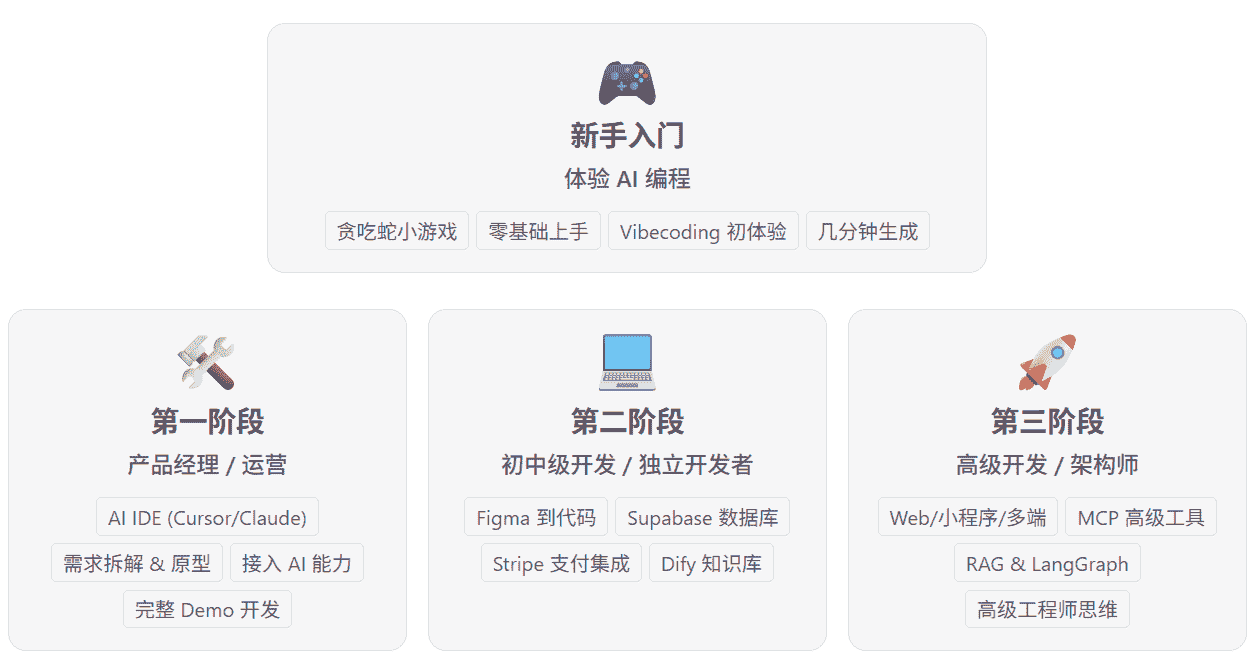 新手入门
体验 AI 编程
贪吃蛇小游戏 零基础上手 Vibecoding 初体验 几分钟生成
第一阶段
产品经理 / 运营
AI IDE (Cursor/Claude)
需求拆解 & 原型 接入 AI 能力
完整 Demo 开发
第二阶段
初中级开发 / 独立开发者
Figma 到代码 Supabase 数据库
Stripe 支付集成 Dify 知识库
第三阶段
高级开发 / 架构师
Web/小程序/多端 MCP 高级工具
RAG & LangGraph
高级工程师思维